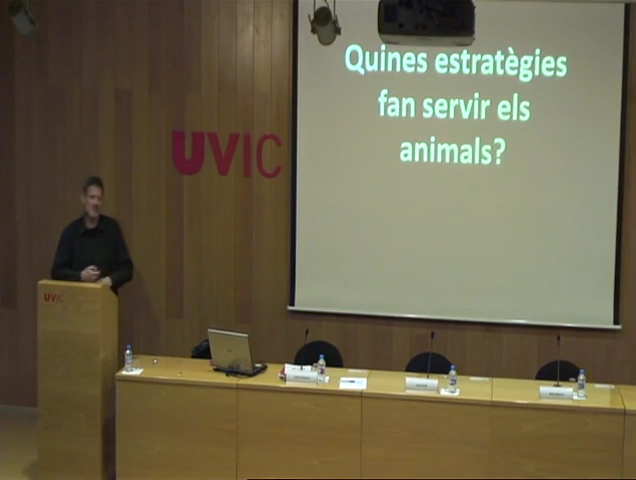 Quines estratègies
fan servir els
animals?
UVIC
UVIC